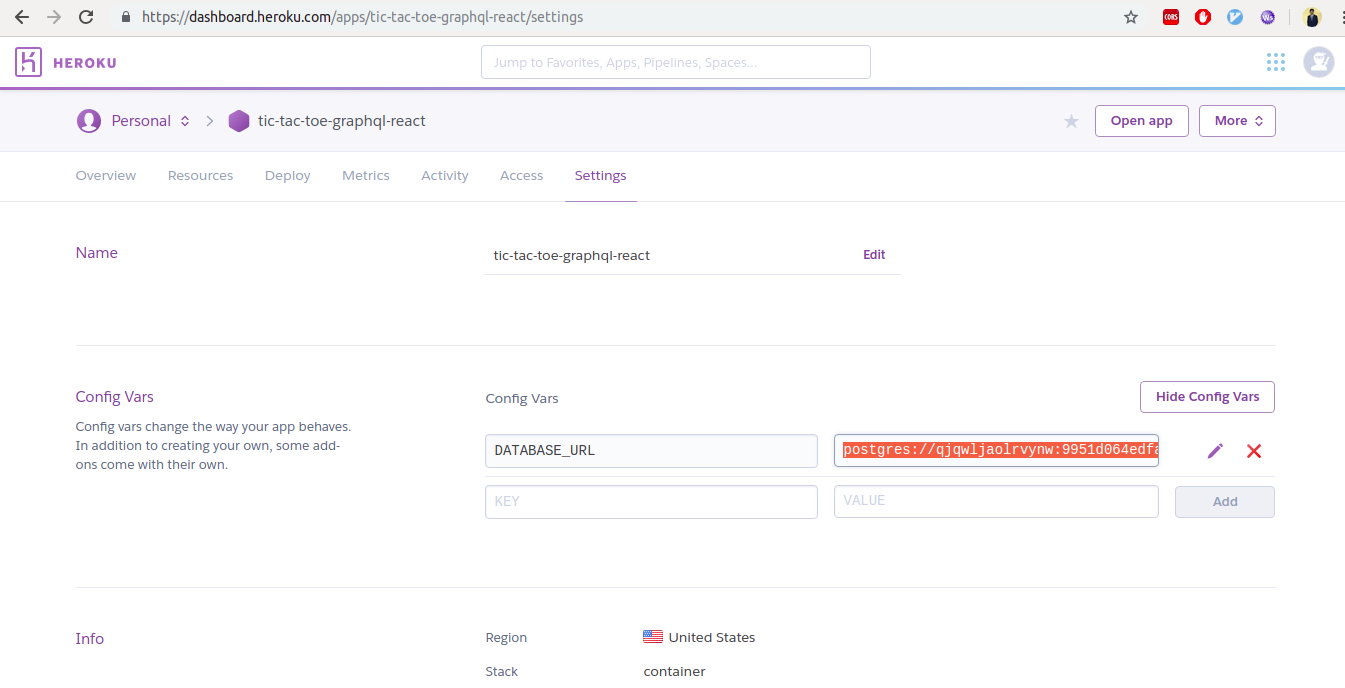 https://dashboard.heroku.com/apps/tic-tac-toe-graphql-react/settings
CORS
Ws
HEROKU
Jump to Favorites, Apps, Pipelines, Spaces...
Personal
tic-tac-toe-graphql-react
Open app
More
Overview Resources Deploy Metrics Activity Access Settings
Name
tic-tac-toe-graphql-react
Edit
Config Vars
Config vars change the way your app behaves.
In addition to creating your own, some add-
ons come with their own.
Config Vars
Hide Config Vars
DATABASE_URL
postgres://qjqwljaolrvynw:9951d064edfa
KEY
VALUE
Add
Info
Region
United States
Stack
container